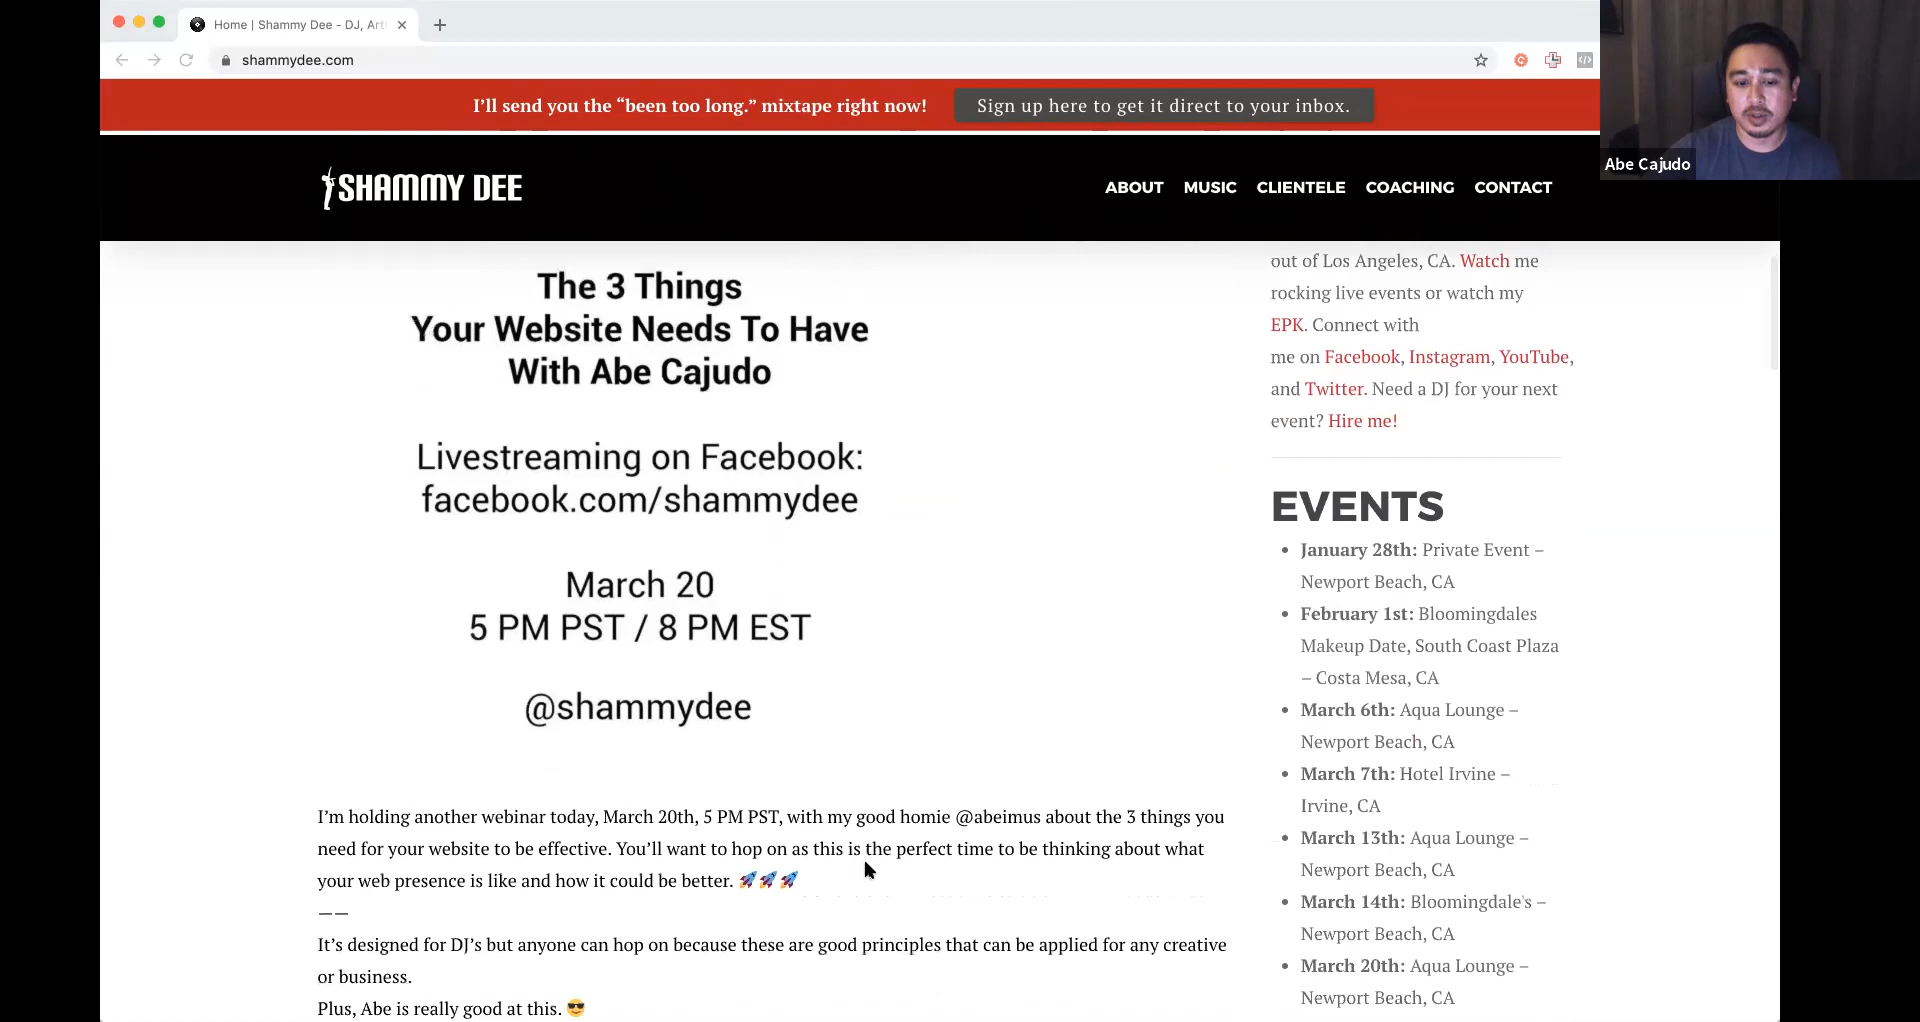 Home | Shammy Dee - DJ, Art
shammydee.com
I’ll send you the “been too long.” mixtape right now!
Sign up here to get it direct to your inbox.
Abe Cajudo
SHAMMY DEE
ABOUT MUSIC CLIENTELE COACHING CONTACT
The 3 Things
Your Website Needs To Have
With Abe Cajudo
Livestreaming on Facebook:
facebook.com/shammydee
March 20
5 PM PST / 8 PM EST
@shammydee
I’m holding another webinar today, March 20th, 5 PM PST, with my good homie @abeimus about the 3 things you
need for your website to be effective. You’ll want to hop on as this is the perfect time to be thinking about what
your web presence is like and how it could be better. 🚀🚀🚀
——
It’s designed for DJ’s but anyone can hop on because these are good principles that can be applied for any creative
or business.
Plus, Abe is really good at this. 😎
out of Los Angeles, CA. Watch me
rocking live events or watch my
EPK. Connect with
me on Facebook, Instagram, YouTube,
and Twitter. Need a DJ for your next
event? Hire me!
EVENTS
• January 28th: Private Event –
Newport Beach, CA
• February 1st: Bloomingdales
Makeup Date, South Coast Plaza
– Costa Mesa, CA
• March 6th: Aqua Lounge –
Newport Beach, CA
• March 7th: Hotel Irvine –
Irvine, CA
• March 13th: Aqua Lounge –
Newport Beach, CA
• March 14th: Bloomingdale's –
Newport Beach, CA
• March 20th: Aqua Lounge –
Newport Beach, CA